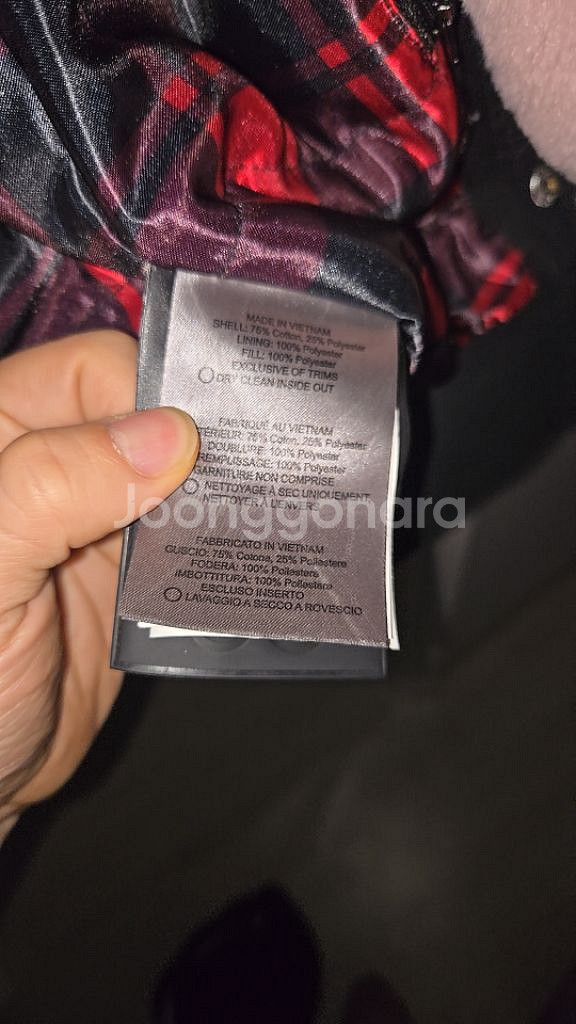 MADE IN VIETNAM
SHELL: 75% Cotton, 25% Polyester
LINING: 100% Polyester
FILL: 100% Polyester
EXCLUSIVE OF TRIMS
DRY CLEAN INSIDE OUT
FABRIQUÉ AU VIETNAM
TÉRIEUR: 75% Coton, 25% Polyester
DOUBLURE: 100% Polyester
REMPLISSAGE: 100% Polyester
GARNITURE NON COMPRISE
NETTOYAGE À SEC UNIQUEMENT
NETTOYER À L'ENVERS
Joonggonara
FABBRICATO IN VIETNAM
GUSCIO: 75% Cotone, 25% Poliestere
FODERA: 100% Poliestere
IMBOTTITURA: 100% Poliestere
ESCLUSO INSERTO
LAVAGGIO A SECCO A ROVESCIO